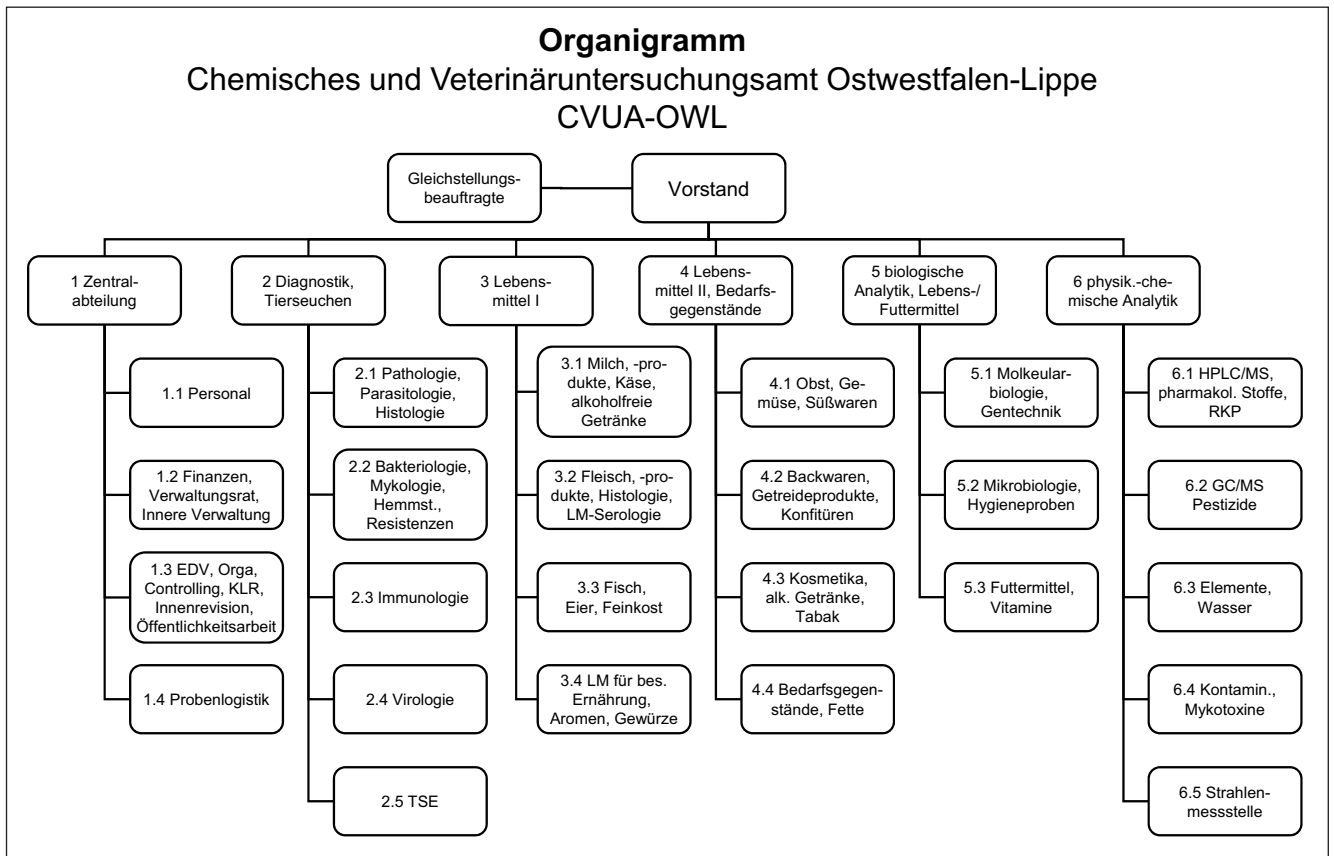 Organigramm
Chemisches und Veterinäruntersuchungsamt Ostwestfalen-Lippe
CVUA-OWL
Gleichstellungs-
beauftragte
Vorstand
1 Zentral-
abteilung
2 Diagnostik,
Tierseuchen
3 Lebens-
mittel I
4 Lebens-
mittel II, Bedarfs-
gegenstände
5 biologische
Analytik, Lebens-/
Futtermittel
6 physik.-che-
mische Analytik
1.1 Personal
1.2 Finanzen,
Verwaltungsrat,
Innere Verwaltung
1.3 EDV, Orga,
Controlling, KLR,
Innenrevision,
Öffentlichkeitsarbeit
1.4 Probenlogistik
2.1 Pathologie,
Parasitologie,
Histologie
2.2 Bakteriologie,
Mykologie,
Hemmst.,
Resistenzen
2.3 Immunologie
2.4 Virologie
2.5 TSE
3.1 Milch, -pro-
dukte, Käse,
alkoholfreie
Getränke
3.2 Fleisch, -pro-
dukte, Histologie,
LM-Serologie
3.3 Fisch,
Eier, Feinkost
3.4 LM für bes.
Ernährung,
Aromen, Gewürze
4.1 Obst, Ge-
müse, Süßwaren
4.2 Backwaren,
Getreideprodukte,
Konfitüren
4.3 Kosmetika,
alk. Getränke,
Tabak
4.4 Bedarfsgegen-
stände, Fette
5.1 Molkeular-
biologie,
Gentechnik
5.2 Mikrobiologie,
Hygieneproben
5.3 Futtermittel,
Vitamine
6.1 HPLC/MS,
pharmakol. Stoffe,
RKP
6.2 GC/MS
Pestizide
6.3 Elemente,
Wasser
6.4 Kontamin.,
Mykotoxine
6.5 Strahlen-
messstelle